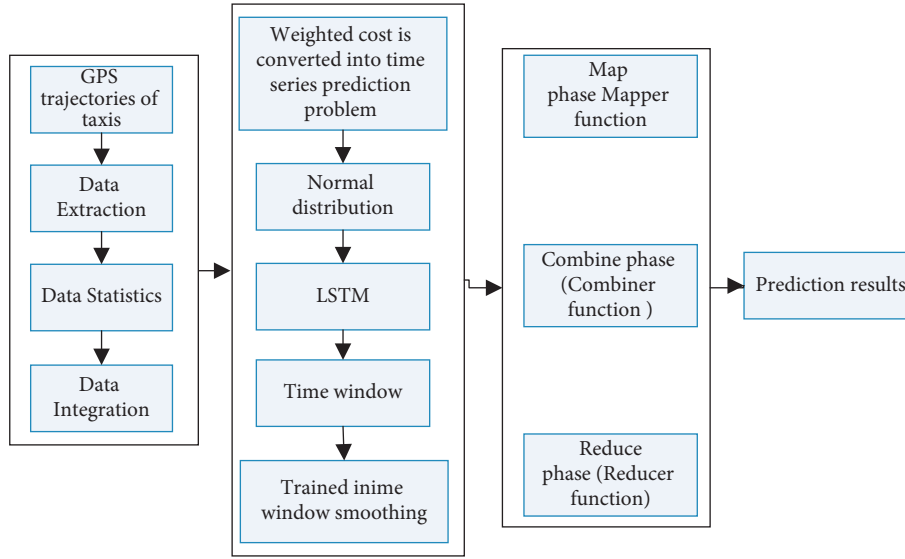 GPS
trajectories of
taxis
Data
Extraction
Data Statistics
Data
Integration
Weighted cost is
converted into time
series prediction
problem
Normal
distribution
LSTM
Time window
Trained inime
window smoothing
Map
phase Mapper
function
Combine phase
(Combiner
function )
Reduce
phase (Reducer
function)
Prediction results